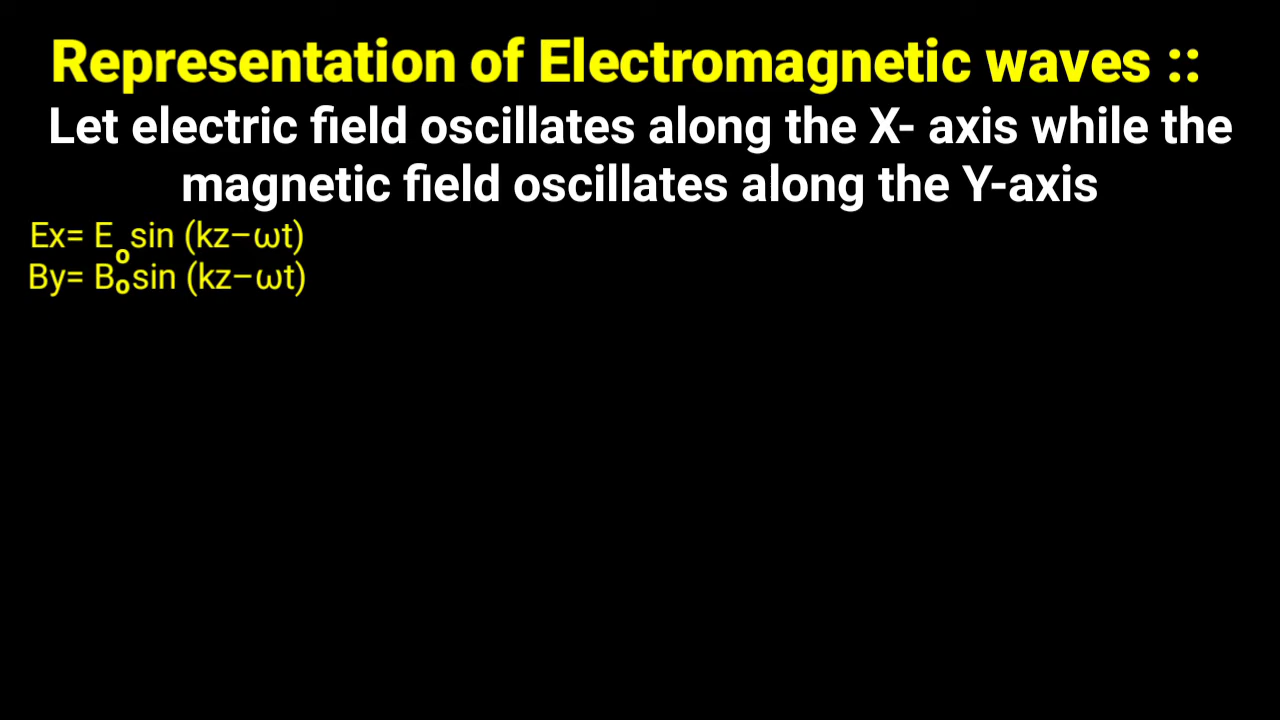 Representation of Electromagnetic waves ::
Let electric field oscillates along the X- axis while the
magnetic field oscillates along the Y-axis
Ex= Eₒsin (kz−ωt)
By= Bₒsin (kz−ωt)